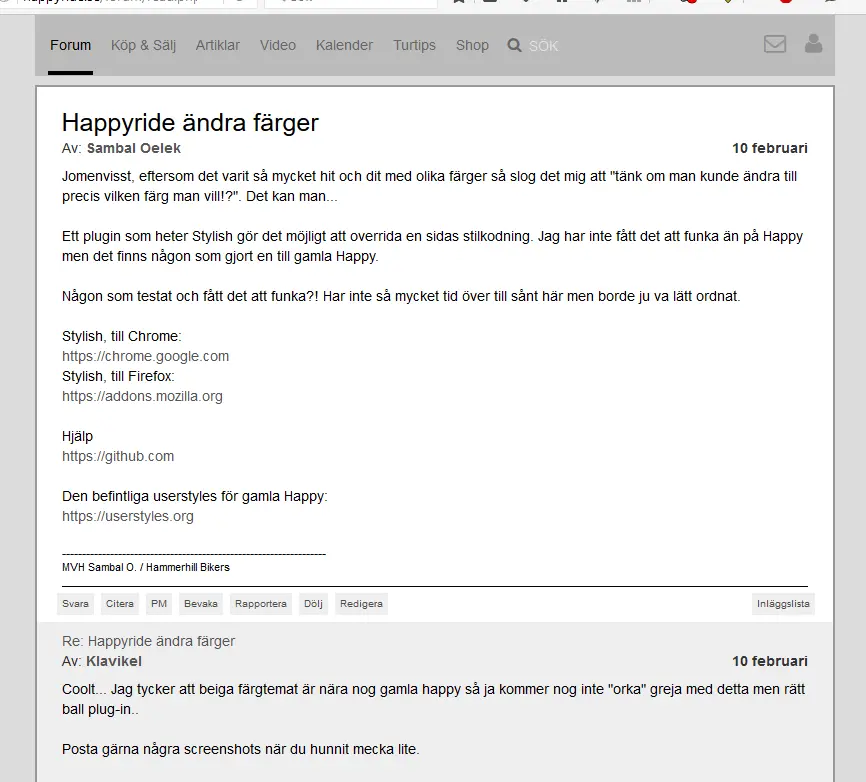 Forum Köp & Sälj Artiklar Video Kalender Turtips Shop SÖK
Happyride ändra färger
Av: Sambal Oelek 10 februari
Jomenvisst, eftersom det varit så mycket hit och dit med olika färger så slog det mig att "tänk om man kunde ändra till
precis vilken färg man vill!?". Det kan man...
Ett plugin som heter Stylish gör det möjligt att overrida en sidas stilkodning. Jag har inte fått det att funka än på Happy
men det finns någon som gjort en till gamla Happy.
Någon som testat och fått det att funka?! Har inte så mycket tid över till sånt här men borde ju va lätt ordnat.
Stylish, till Chrome:
https://chrome.google.com
Stylish, till Firefox:
https://addons.mozilla.org
Hjälp
https://github.com
Den befintliga userstyles för gamla Happy:
https://userstyles.org
------------------------------------------------------------------
MVH Sambal O. / Hammerhill Bikers
Svara Citera PM Bevaka Rapportera Dölj Redigera Inläggslista
Re: Happyride ändra färger
Av: Klavikel 10 februari
Coolt... Jag tycker att beiga färgtemat är nära nog gamla happy så ja kommer nog inte "orka" greja med detta men rätt
ball plug-in..
Posta gärna några screenshots när du hunnit mecka lite.